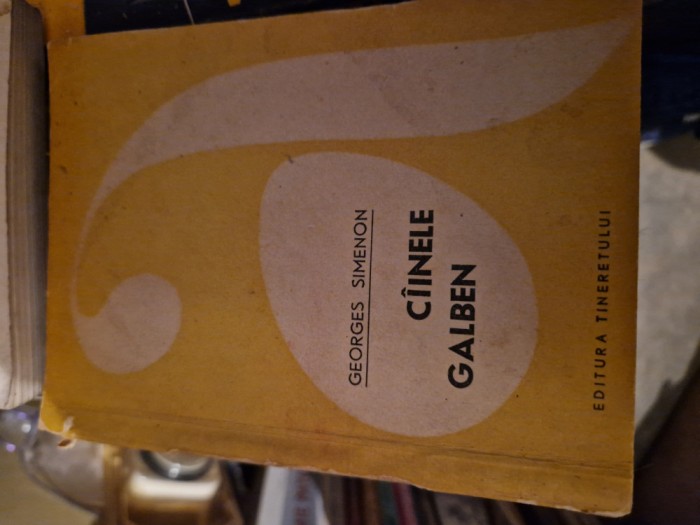 GEORGES SIMENON
CÎINELE
GALBEN
EDITURA TINERETULUI